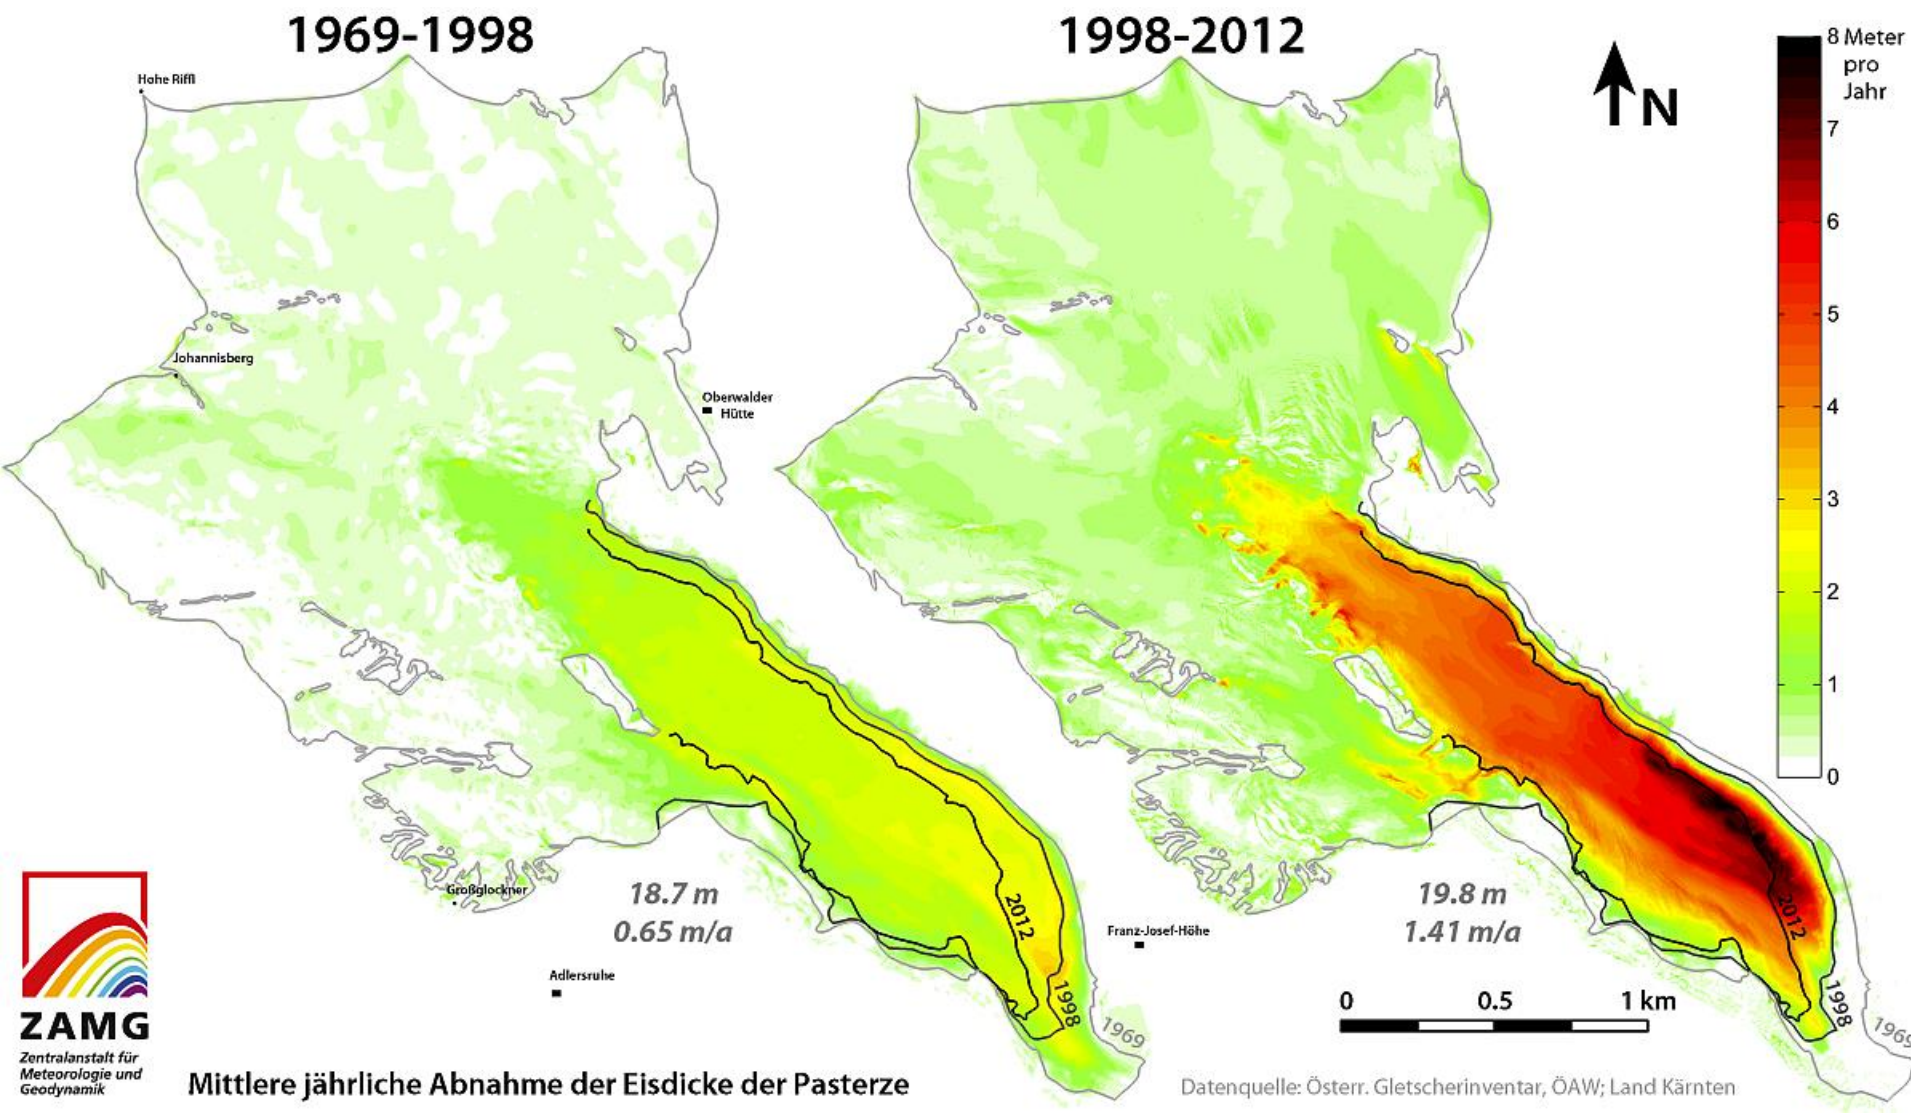 1969-1998
1998-2012
Hohe Riffl
Johannisberg
Oberwalder
Hütte
Großglockner
Adlersruhe
18.7 m
0.65 m/a
2012
1998
1969
Franz-Josef-Höhe
19.8 m
1.41 m/a
2012
1998
1969
N
8 Meter
pro
Jahr
7
6
5
4
3
2
1
0
0 0.5 1 km
ZAMG
Zentralanstalt für
Meteorologie und
Geodynamik
Mittlere jährliche Abnahme der Eisdicke der Pasterze
Datenquelle: Österr. Gletscherinventar, ÖAW; Land Kärnten